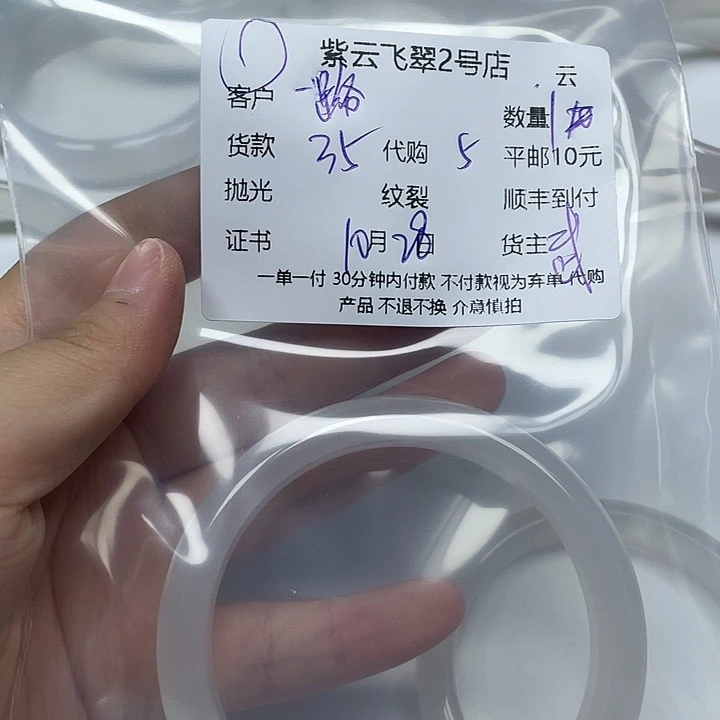 紫云飞翠2号店 云
客户 数量 1
货款 35 代购 5 平邮10元
抛光 纹裂 顺丰到付
证书 10月28日 货主
一单一付 30分钟内付款 不付款视为弃单 代购
产品 不退不换 介意慎拍